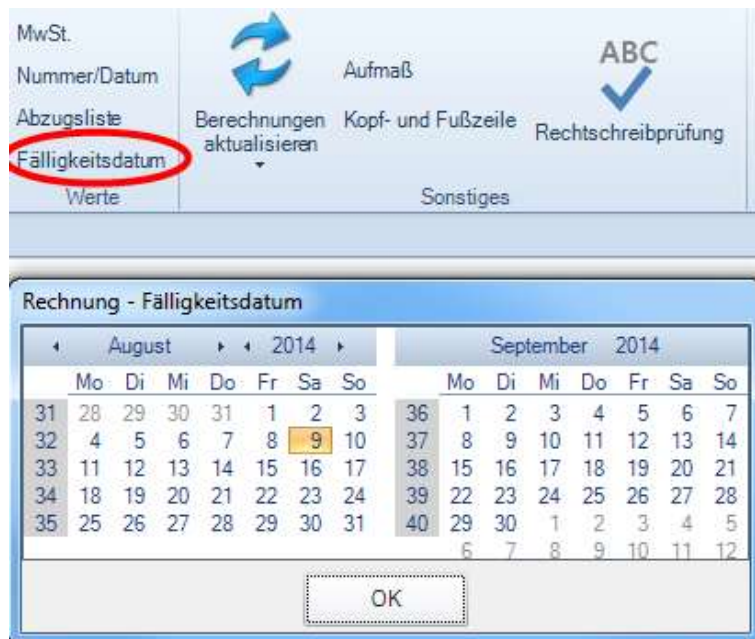 MwSt.
Nummer/Datum
Abzugsliste
Fälligkeitsdatum
Werte
Berechnungen
aktualisieren
Aufmaß
Kopf- und Fußzeile
ABC
Rechtschreibprüfung
Sonstiges
Rechnung - Fälligkeitsdatum
August 2014
Mo Di Mi Do Fr Sa So
31 28 29 30 31 1 2 3
32 4 5 6 7 8 9 10
33 11 12 13 14 15 16 17
34 18 19 20 21 22 23 24
35 25 26 27 28 29 30 31
September 2014
Mo Di Mi Do Fr Sa So
36 1 2 3 4 5 6 7
37 8 9 10 11 12 13 14
38 15 16 17 18 19 20 21
39 22 23 24 25 26 27 28
40 29 30 1 2 3 4 5
6 7 8 9 10 11 12
OK